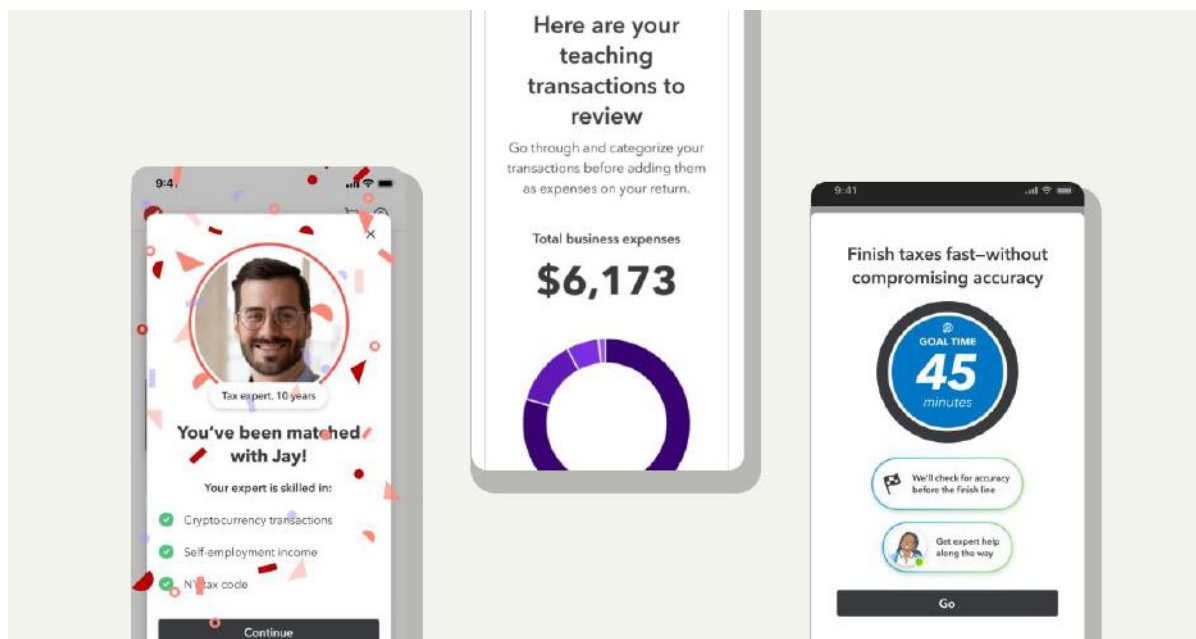 9:41
Tax expert, 10 years
You've been matched
with Jay!
Your expert is skilled in:
Cryptocurrency transactions
Self-employment income
NY tax code
Continue
Here are your
teaching
transactions to
review
Go through and categorize your
transactions before adding them
as expenses on your return.
Total business expenses
$6,173
9:41
Finish taxes fast—without
compromising accuracy
GOAL TIME
45
minutes
We'll check for accuracy
before the finish line
Get expert help
along the way
Go